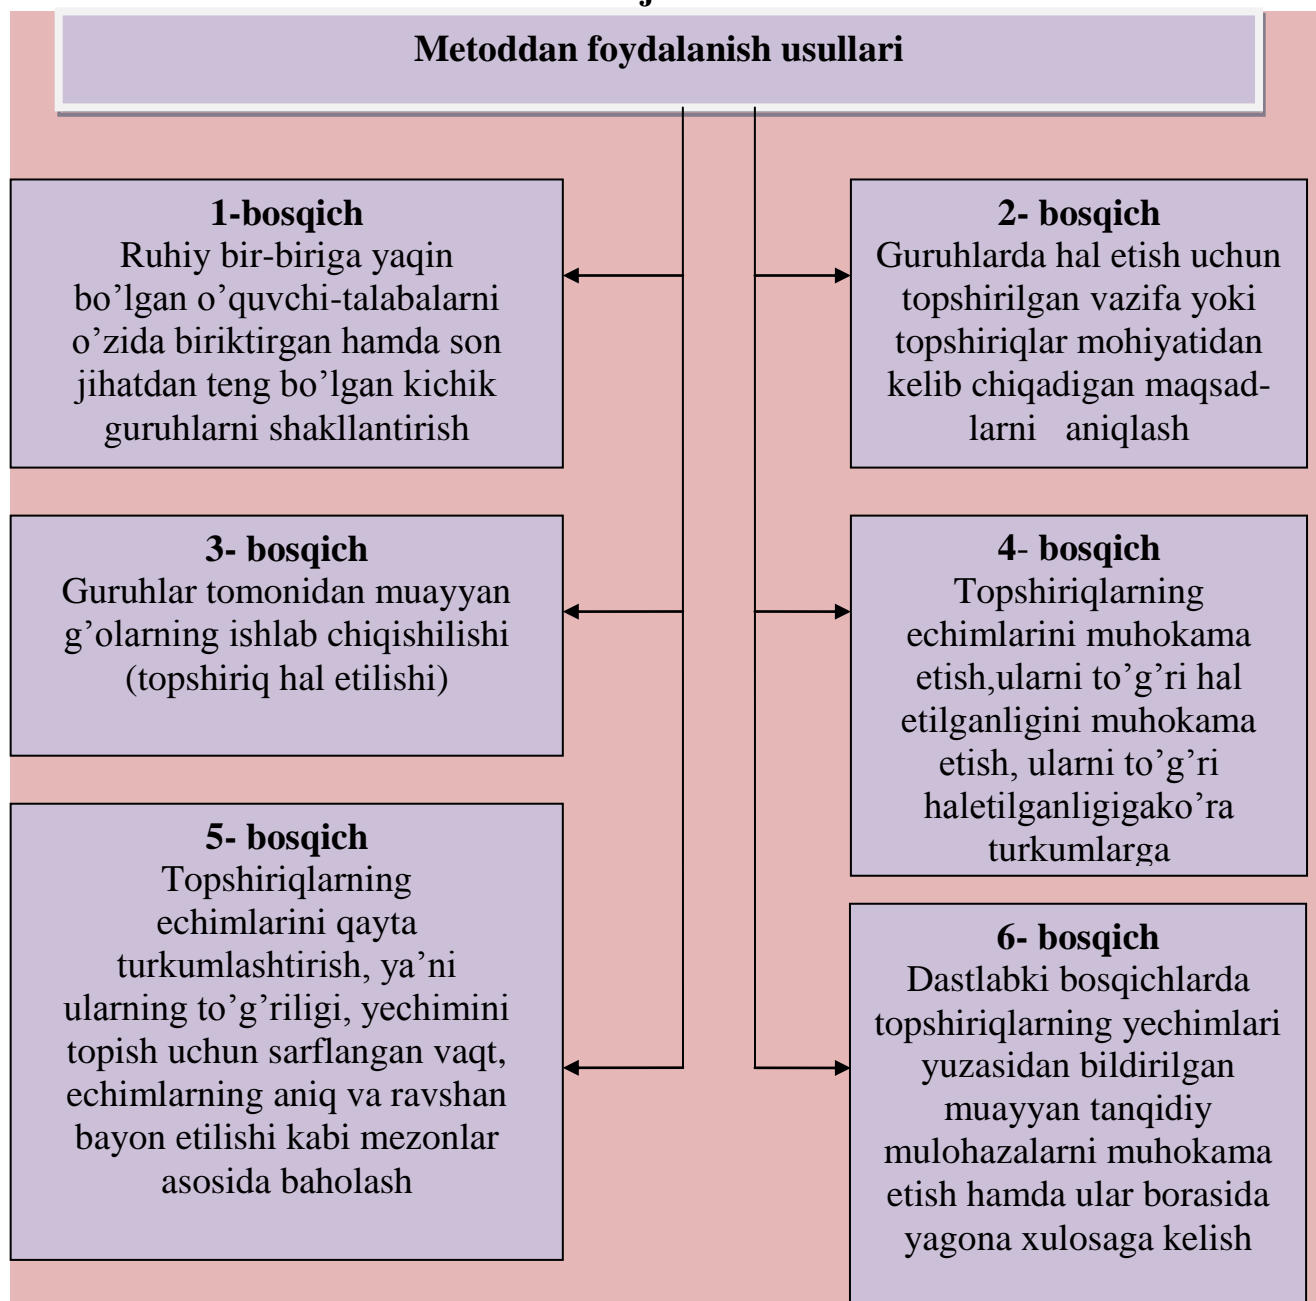 Metoddan foydalanish usullari
1-bosqich
Ruhiy bir-biriga yaqin
bo’lgan o’quvchi-talabalarni
o’zida biriktirgan hamda son
jihatdan teng bo’lgan kichik
guruhlarni shakllantirish
2- bosqich
Guruhlarda hal etish uchun
topshirilgan vazifa yoki
topshiriqlar mohiyatidan
kelib chiqadigan maqsad-
larni aniqlash
3- bosqich
Guruhlar tomonidan muayyan
g’olarning ishlab chiqishilishi
(topshiriq hal etilishi)
4- bosqich
Topshiriqlarning
echimlarini muhokama
etish,ularni to’g’ri hal
etilganligini muhokama
etish, ularni to’g’ri
haletilganligigako’ra
turkumlarga
5- bosqich
Topshiriqlarning
echimlarini qayta
turkumlashtirish, ya’ni
ularning to’g’riligi, yechimini
topish uchun sarflangan vaqt,
echimlarning aniq va ravshan
bayon etilishi kabi mezonlar
asosida baholash
6- bosqich
Dastlabki bosqichlarda
topshiriqlarning yechimlari
yuzasidan bildirilgan
muayyan tanqidiy
mulohazalarni muhokama
etish hamda ular borasida
yagona xulosaga kelish